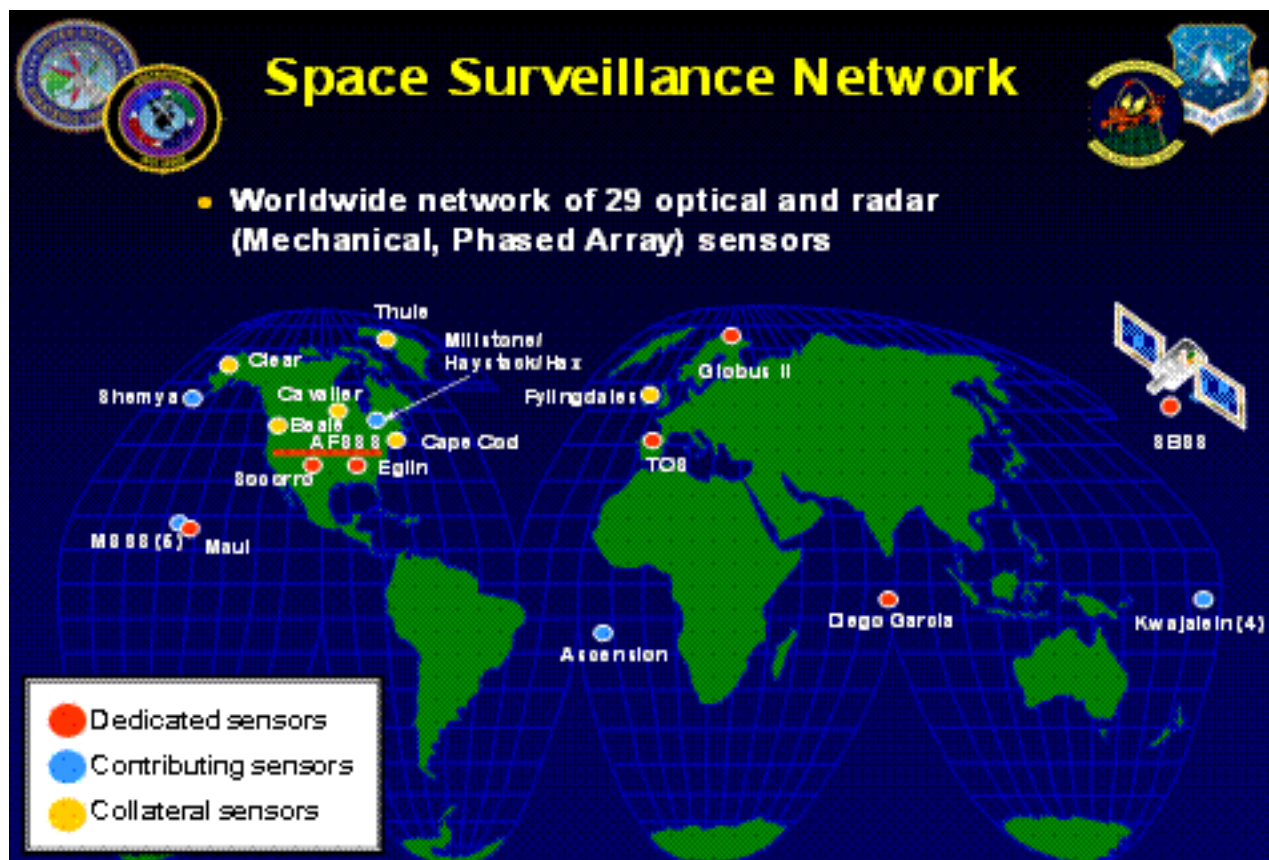 Space Surveillance Network
• Worldwide network of 29 optical and radar
(Mechanical, Phased Array) sensors
Thule
Millstone/
Haystack/Hax
Clear
Globus II
Shemya
Cavalier
Fylingdales
Beale
AFSSS
Cape Cod
SBSS
TOS
Socorro
Eglin
MSSS (6)
Maui
Diego Garcia
Kwajalein (4)
Ascension
Dedicated sensors
Contributing sensors
Collateral sensors